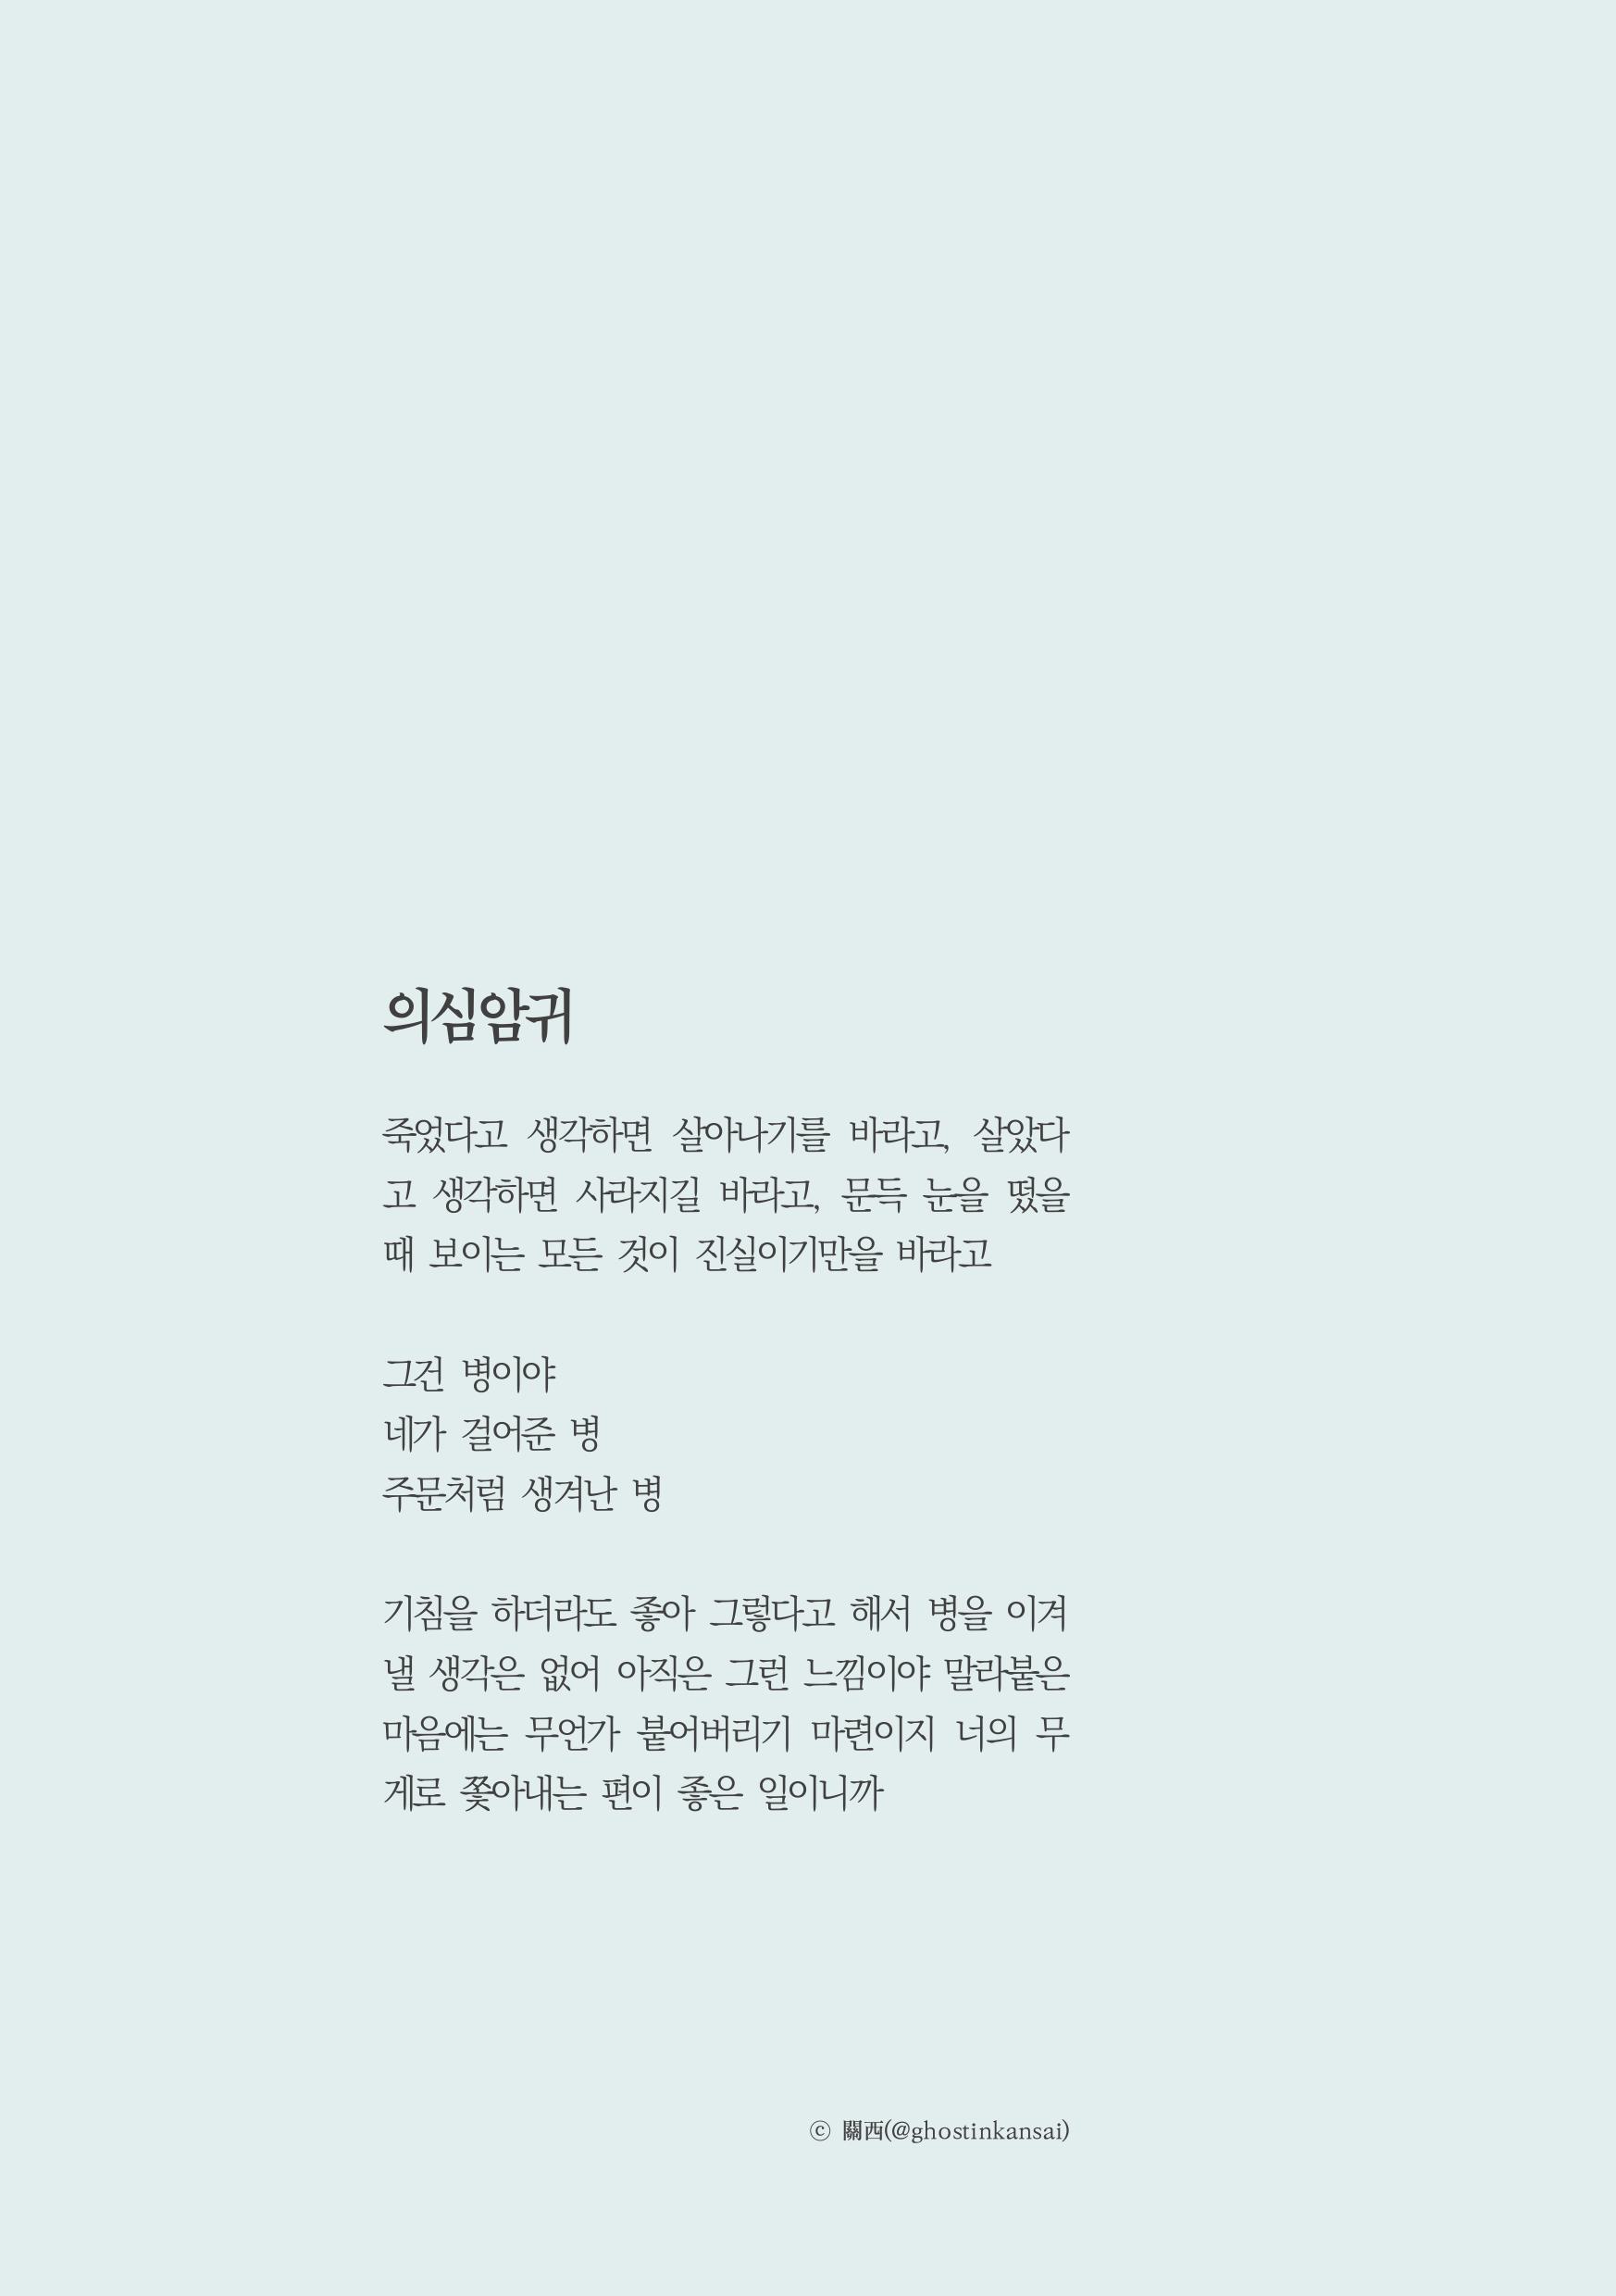 의심암귀
죽었다고 생각하면 살아나기를 바라고, 살았다
고 생각하면 사라지길 바라고, 문득 눈을 떴을
때 보이는 모든 것이 진실이기만을 바라고
그건 병이야
네가 걸어준 병
주문처럼 생겨난 병
기침을 하더라도 좋아 그렇다고 해서 병을 이겨
낼 생각은 없어 아직은 그런 느낌이야 말라붙은
마음에는 무언가 붙어버리기 마련이지 너의 무
게로 쫓아내는 편이 좋은 일이니까
ⓒ 關西(@ghostinkansai)